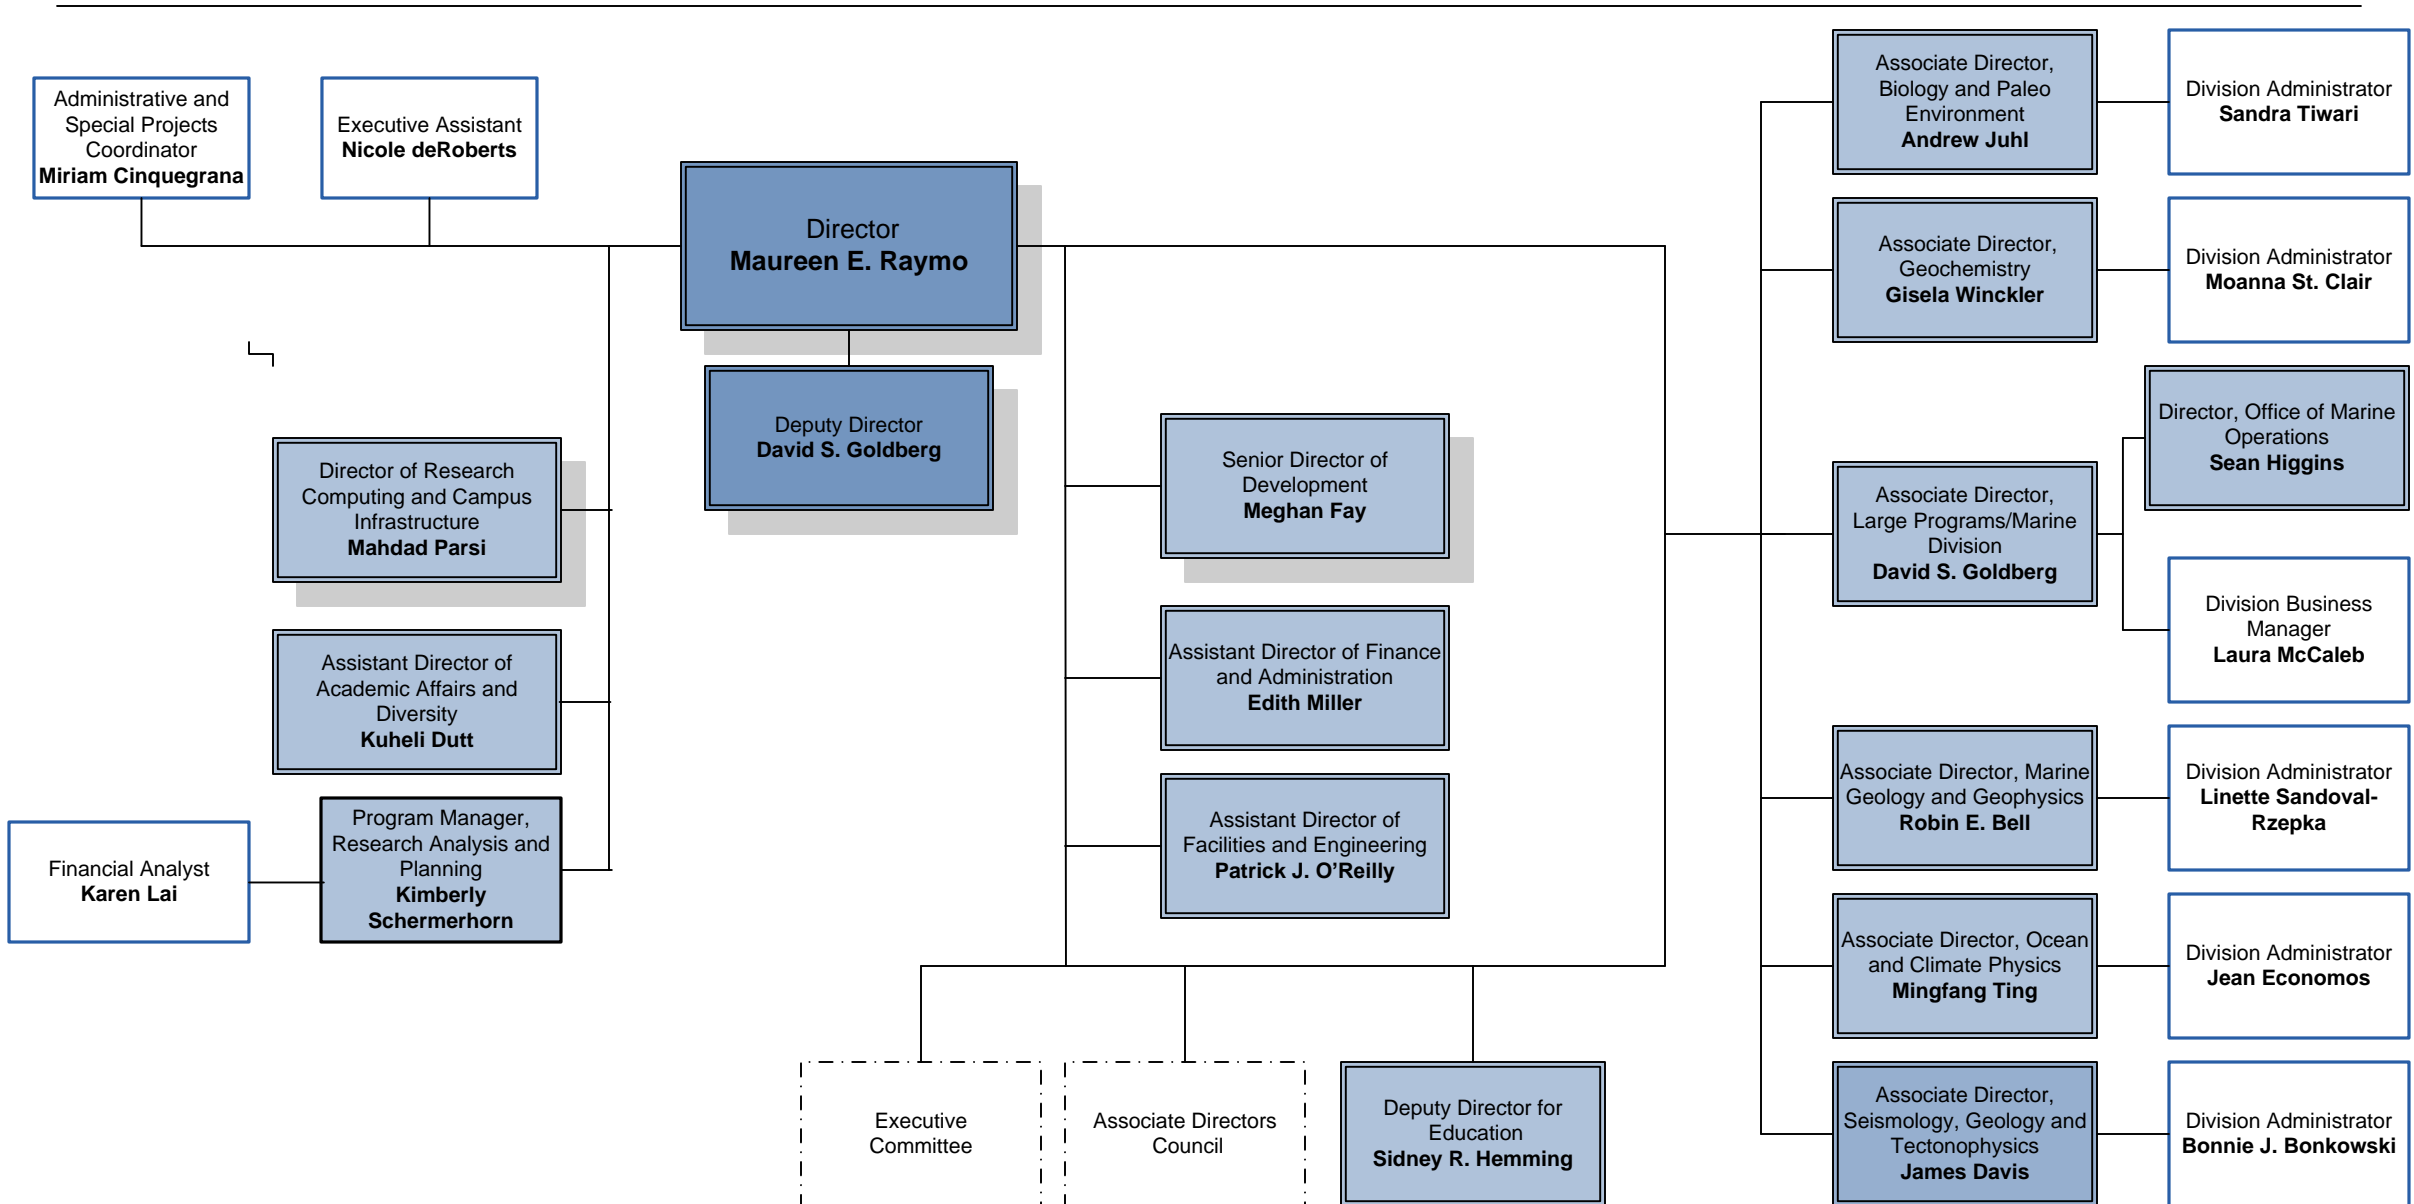 Administrative and
Special Projects
Coordinator
Miriam Cinquegrana
Executive Assistant
Nicole deRoberts
Director
Maureen E. Raymo
Deputy Director
David S. Goldberg
Director of Research
Computing and Campus
Infrastructure
Mahdad Parsi
Assistant Director of
Academic Affairs and
Diversity
Kuheli Dutt
Program Manager,
Research Analysis and
Planning
Kimberly
Schermerhorn
Financial Analyst
Karen Lai
Senior Director of
Development
Meghan Fay
Assistant Director of Finance
and Administration
Edith Miller
Assistant Director of
Facilities and Engineering
Patrick J. O’Reilly
Executive
Committee
Associate Directors
Council
Deputy Director for
Education
Sidney R. Hemming
Associate Director,
Biology and Paleo
Environment
Andrew Juhl
Division Administrator
Sandra Tiwari
Associate Director,
Geochemistry
Gisela Winckler
Division Administrator
Moanna St. Clair
Associate Director,
Large Programs/Marine
Division
David S. Goldberg
Director, Office of Marine
Operations
Sean Higgins
Division Business
Manager
Laura McCaleb
Associate Director, Marine
Geology and Geophysics
Robin E. Bell
Division Administrator
Linette Sandoval-
Rzepka
Associate Director, Ocean
and Climate Physics
Mingfang Ting
Division Administrator
Jean Economos
Associate Director,
Seismology, Geology and
Tectonophysics
James Davis
Division Administrator
Bonnie J. Bonkowski